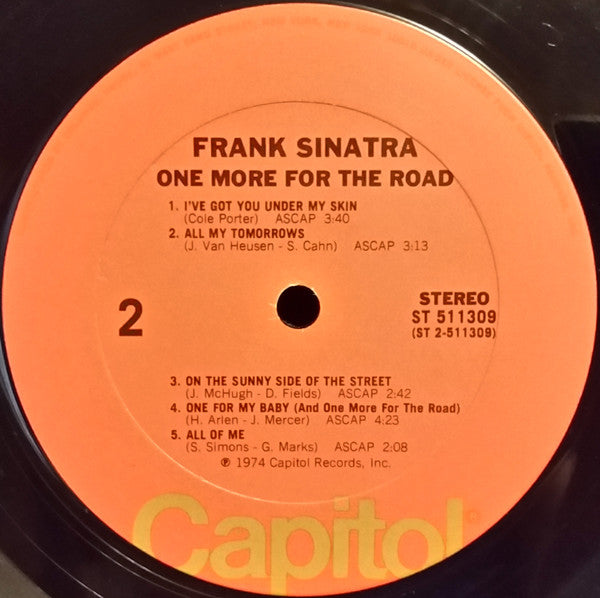 FRANK SINATRA
ONE MORE FOR THE ROAD
1. I'VE GOT YOU UNDER MY SKIN
(Cole Porter) ASCAP 3:40
2. ALL MY TOMORROWS
(J. Van Heusen - S. Cahn) ASCAP 3:13
2
STEREO
ST 511309
(ST 2-511309)
3. ON THE SUNNY SIDE OF THE STREET
(J. McHugh - D. Fields) ASCAP 2:42
4. ONE FOR MY BABY (And One More For The Road)
(H. Arlen - J. Mercer) ASCAP 4:23
5. ALL OF ME
(S. Simons - G. Marks) ASCAP 2:08
℗ 1974 Capitol Records, Inc.
Capitol